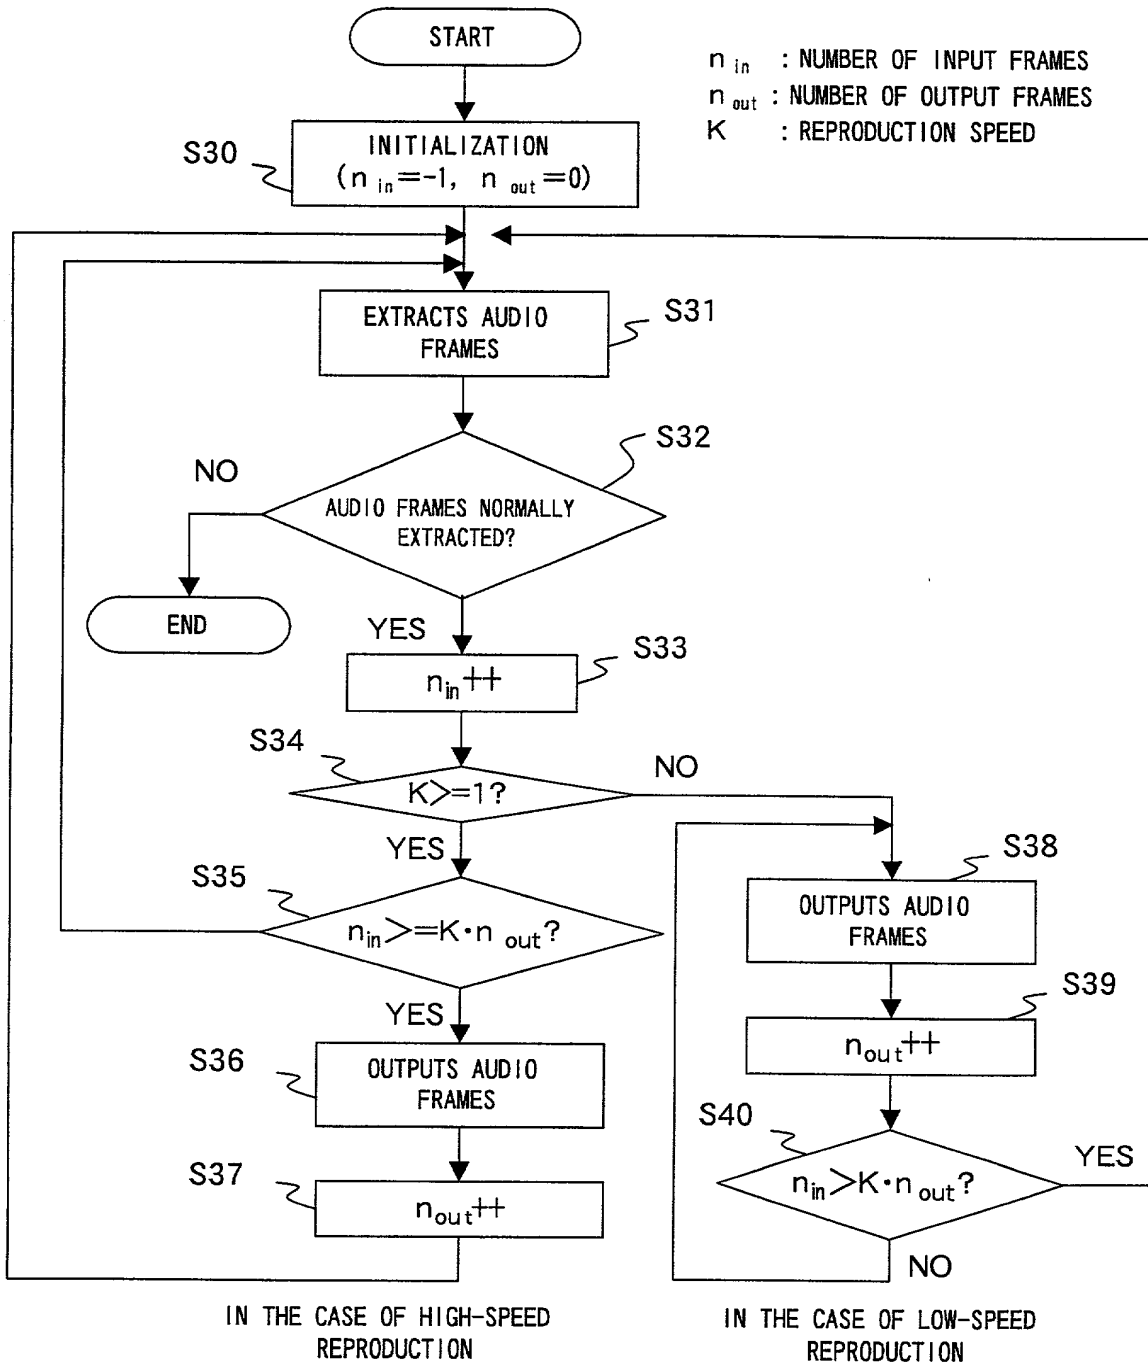 START
n in : NUMBER OF INPUT FRAMES
n out : NUMBER OF OUTPUT FRAMES
K : REPRODUCTION SPEED
S30
INITIALIZATION
(n in=-1, n out=0)
EXTRACTS AUDIO
FRAMES
S31
S32
NO
AUDIO FRAMES NORMALLY
EXTRACTED?
END
YES
S33
n in ++
S34
K>=1?
NO
YES
S35
n in >=K·n out?
YES
S36
OUTPUTS AUDIO
FRAMES
S37
n out++
S38
OUTPUTS AUDIO
FRAMES
S39
n out++
S40
n in>K·n out?
YES
NO
IN THE CASE OF HIGH-SPEED
REPRODUCTION
IN THE CASE OF LOW-SPEED
REPRODUCTION